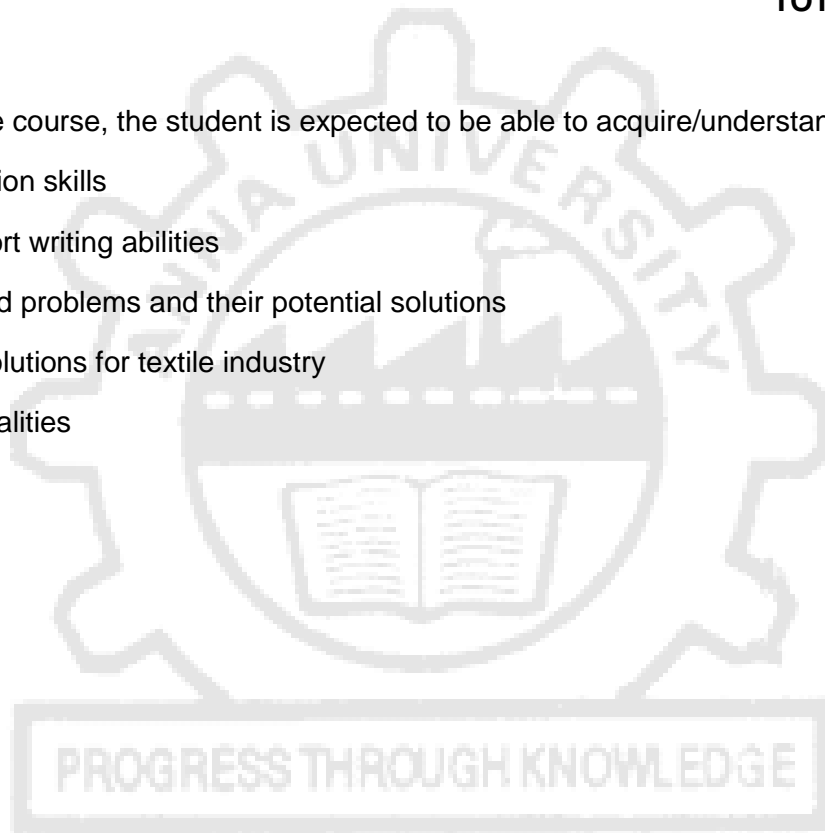 e course, the student is expected to be able to acquire/understan
ion skills
ort writing abilities
d problems and their potential solutions
olutions for textile industry
alities
ANNA UNIVERSITY
PROGRESS THROUGH KNOWLEDGE